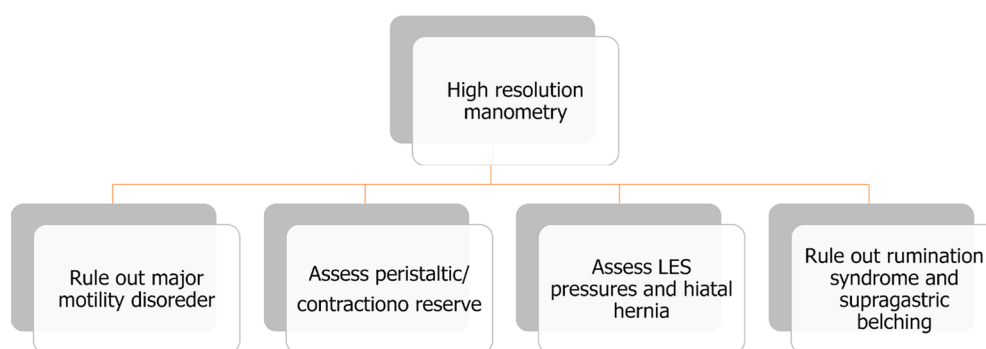 High resolution
manometry
Rule out major
motility disoreder
Assess peristaltic/
contractiono reserve
Assess LES
pressures and hiatal
hernia
Rule out rumination
syndrome and
supragastric
belching